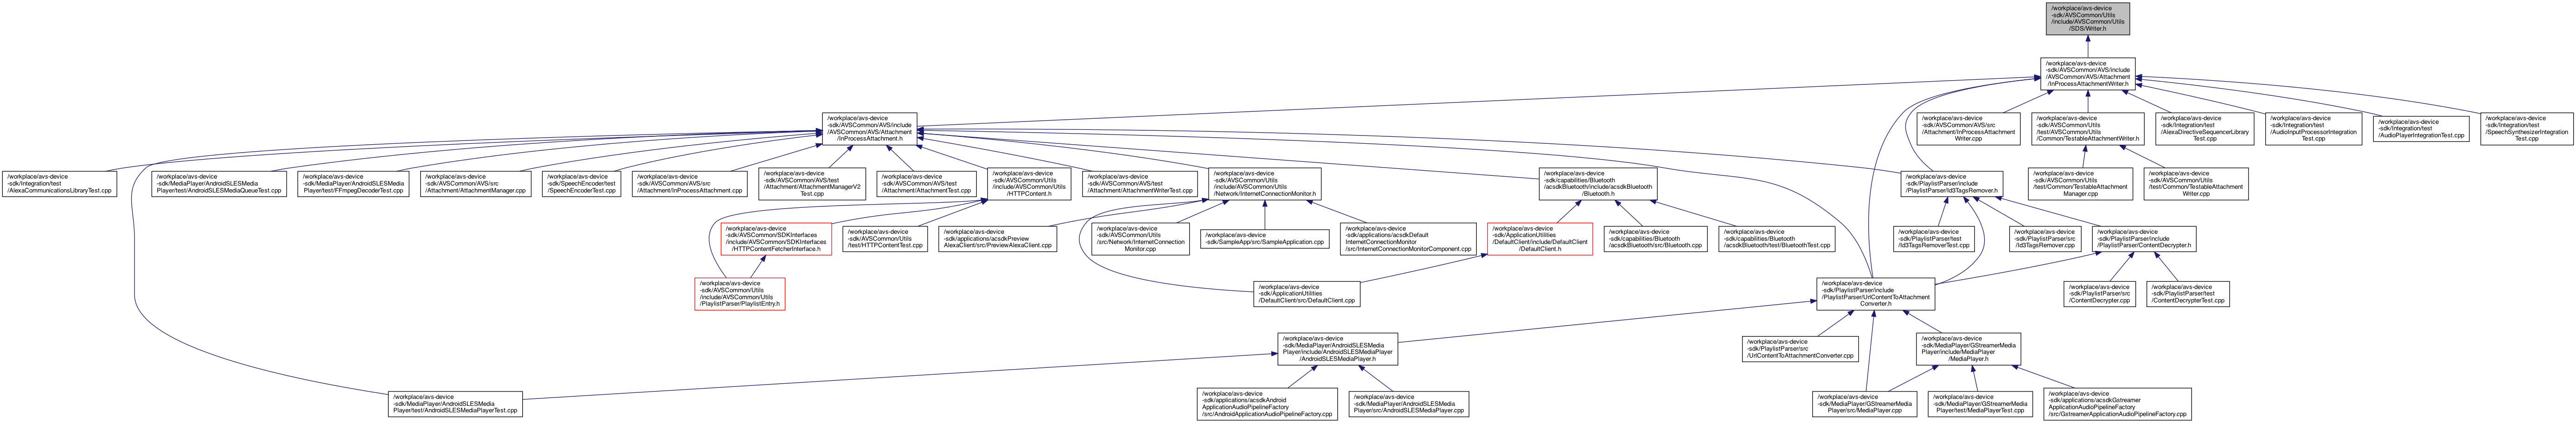 /workplace/avs-device
-sdk/AVSCommon/Utils
/include/AVSCommon/Utils
/SDS/Writer.h
/workplace/avs-device
-sdk/AVSCommon/AVS/include
/AVSCommon/AVS/Attachment
/InProcessAttachmentWriter.h
/workplace/avs-device
-sdk/AVSCommon/AVS/include
/AVSCommon/AVS/Attachment
/InProcessAttachment.h
/workplace/avs-device
-sdk/AVSCommon/AVS/src
/Attachment/InProcessAttachment
Writer.cpp
/workplace/avs-device
-sdk/AVSCommon/Utils
/test/AVSCommon/Utils
/Common/TestableAttachmentWriter.h
/workplace/avs-device
-sdk/Integration/test
/AlexaDirectiveSequencerLibrary
Test.cpp
/workplace/avs-device
-sdk/Integration/test
/AudioInputProcessorIntegration
Test.cpp
/workplace/avs-device
-sdk/Integration/test
/AudioPlayerIntegrationTest.cpp
/workplace/avs-device
-sdk/Integration/test
/SpeechSynthesizerIntegration
Test.cpp
/workplace/avs-device
-sdk/Integration/test
/AlexaCommunicationsLibraryTest.cpp
/workplace/avs-device
-sdk/MediaPlayer/AndroidSLESMedia
Player/test/AndroidSLESMediaQueueTest.cpp
/workplace/avs-device
-sdk/MediaPlayer/AndroidSLESMedia
Player/test/FFmpegDecoderTest.cpp
/workplace/avs-device
-sdk/AVSCommon/AVS/src
/Attachment/AttachmentManager.cpp
/workplace/avs-device
-sdk/SpeechEncoder/test
/SpeechEncoderTest.cpp
/workplace/avs-device
-sdk/AVSCommon/AVS/src
/Attachment/InProcessAttachment.cpp
/workplace/avs-device
-sdk/AVSCommon/AVS/test
/Attachment/AttachmentManagerV2
Test.cpp
/workplace/avs-device
-sdk/AVSCommon/AVS/test
/Attachment/AttachmentTest.cpp
/workplace/avs-device
-sdk/AVSCommon/Utils
/include/AVSCommon/Utils
/HTTPContent.h
/workplace/avs-device
-sdk/AVSCommon/AVS/test
/Attachment/AttachmentWriterTest.cpp
/workplace/avs-device
-sdk/AVSCommon/Utils
/include/AVSCommon/Utils
/Network/InternetConnectionMonitor.h
/workplace/avs-device
-sdk/capabilities/Bluetooth
/acsdkBluetooth/include/acsdkBluetooth
/Bluetooth.h
/workplace/avs-device
-sdk/PlaylistParser/include
/PlaylistParser/Id3TagsRemover.h
/workplace/avs-device
-sdk/AVSCommon/Utils
/test/Common/TestableAttachment
Manager.cpp
/workplace/avs-device
-sdk/AVSCommon/Utils
/test/Common/TestableAttachment
Writer.cpp
/workplace/avs-device
-sdk/AVSCommon/SDKInterfaces
/include/AVSCommon/SDKInterfaces
/HTTPContentFetcherInterface.h
/workplace/avs-device
-sdk/AVSCommon/Utils
/test/HTTPContentTest.cpp
/workplace/avs-device
-sdk/applications/acsdkPreview
AlexaClient/src/PreviewAlexaClient.cpp
/workplace/avs-device
-sdk/AVSCommon/Utils
/src/Network/InternetConnection
Monitor.cpp
/workplace/avs-device
-sdk/SampleApp/src/SampleApplication.cpp
/workplace/avs-device
-sdk/applications/acsdkDefault
InternetConnectionMonitor
/src/InternetConnectionMonitorComponent.cpp
/workplace/avs-device
-sdk/ApplicationUtilities
/DefaultClient/include/DefaultClient
/DefaultClient.h
/workplace/avs-device
-sdk/capabilities/Bluetooth
/acsdkBluetooth/src/Bluetooth.cpp
/workplace/avs-device
-sdk/capabilities/Bluetooth
/acsdkBluetooth/test/BluetoothTest.cpp
/workplace/avs-device
-sdk/PlaylistParser/test
/Id3TagsRemoverTest.cpp
/workplace/avs-device
-sdk/PlaylistParser/src
/Id3TagsRemover.cpp
/workplace/avs-device
-sdk/PlaylistParser/include
/PlaylistParser/ContentDecrypter.h
/workplace/avs-device
-sdk/AVSCommon/Utils
/include/AVSCommon/Utils
/PlaylistParser/PlaylistEntry.h
/workplace/avs-device
-sdk/ApplicationUtilities
/DefaultClient/src/DefaultClient.cpp
/workplace/avs-device
-sdk/PlaylistParser/include
/PlaylistParser/UrlContentToAttachment
Converter.h
/workplace/avs-device
-sdk/PlaylistParser/src
/ContentDecrypter.cpp
/workplace/avs-device
-sdk/PlaylistParser/test
/ContentDecrypterTest.cpp
/workplace/avs-device
-sdk/MediaPlayer/AndroidSLESMedia
Player/include/AndroidSLESMediaPlayer
/AndroidSLESMediaPlayer.h
/workplace/avs-device
-sdk/PlaylistParser/src
/UrlContentToAttachmentConverter.cpp
/workplace/avs-device
-sdk/MediaPlayer/GStreamerMedia
Player/include/MediaPlayer
/MediaPlayer.h
/workplace/avs-device
-sdk/MediaPlayer/AndroidSLESMedia
Player/test/AndroidSLESMediaPlayerTest.cpp
/workplace/avs-device
-sdk/applications/acsdkAndroid
ApplicationAudioPipelineFactory
/src/AndroidApplicationAudioPipelineFactory.cpp
/workplace/avs-device
-sdk/MediaPlayer/AndroidSLESMedia
Player/src/AndroidSLESMediaPlayer.cpp
/workplace/avs-device
-sdk/MediaPlayer/GStreamerMedia
Player/src/MediaPlayer.cpp
/workplace/avs-device
-sdk/MediaPlayer/GStreamerMedia
Player/test/MediaPlayerTest.cpp
/workplace/avs-device
-sdk/applications/acsdkGstreamer
ApplicationAudioPipelineFactory
/src/GstreamerApplicationAudioPipelineFactory.cpp